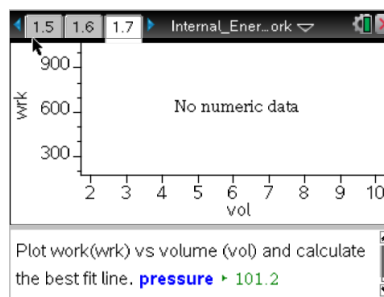 1.5 1.6 1.7 Internal_Ener...ork
900
wrk
600
No numeric data
300
2 3 4 5 6 7 8 9 10
vol
Plot work(wrk) vs volume (vol) and calculate
the best fit line. pressure ▸ 101.2